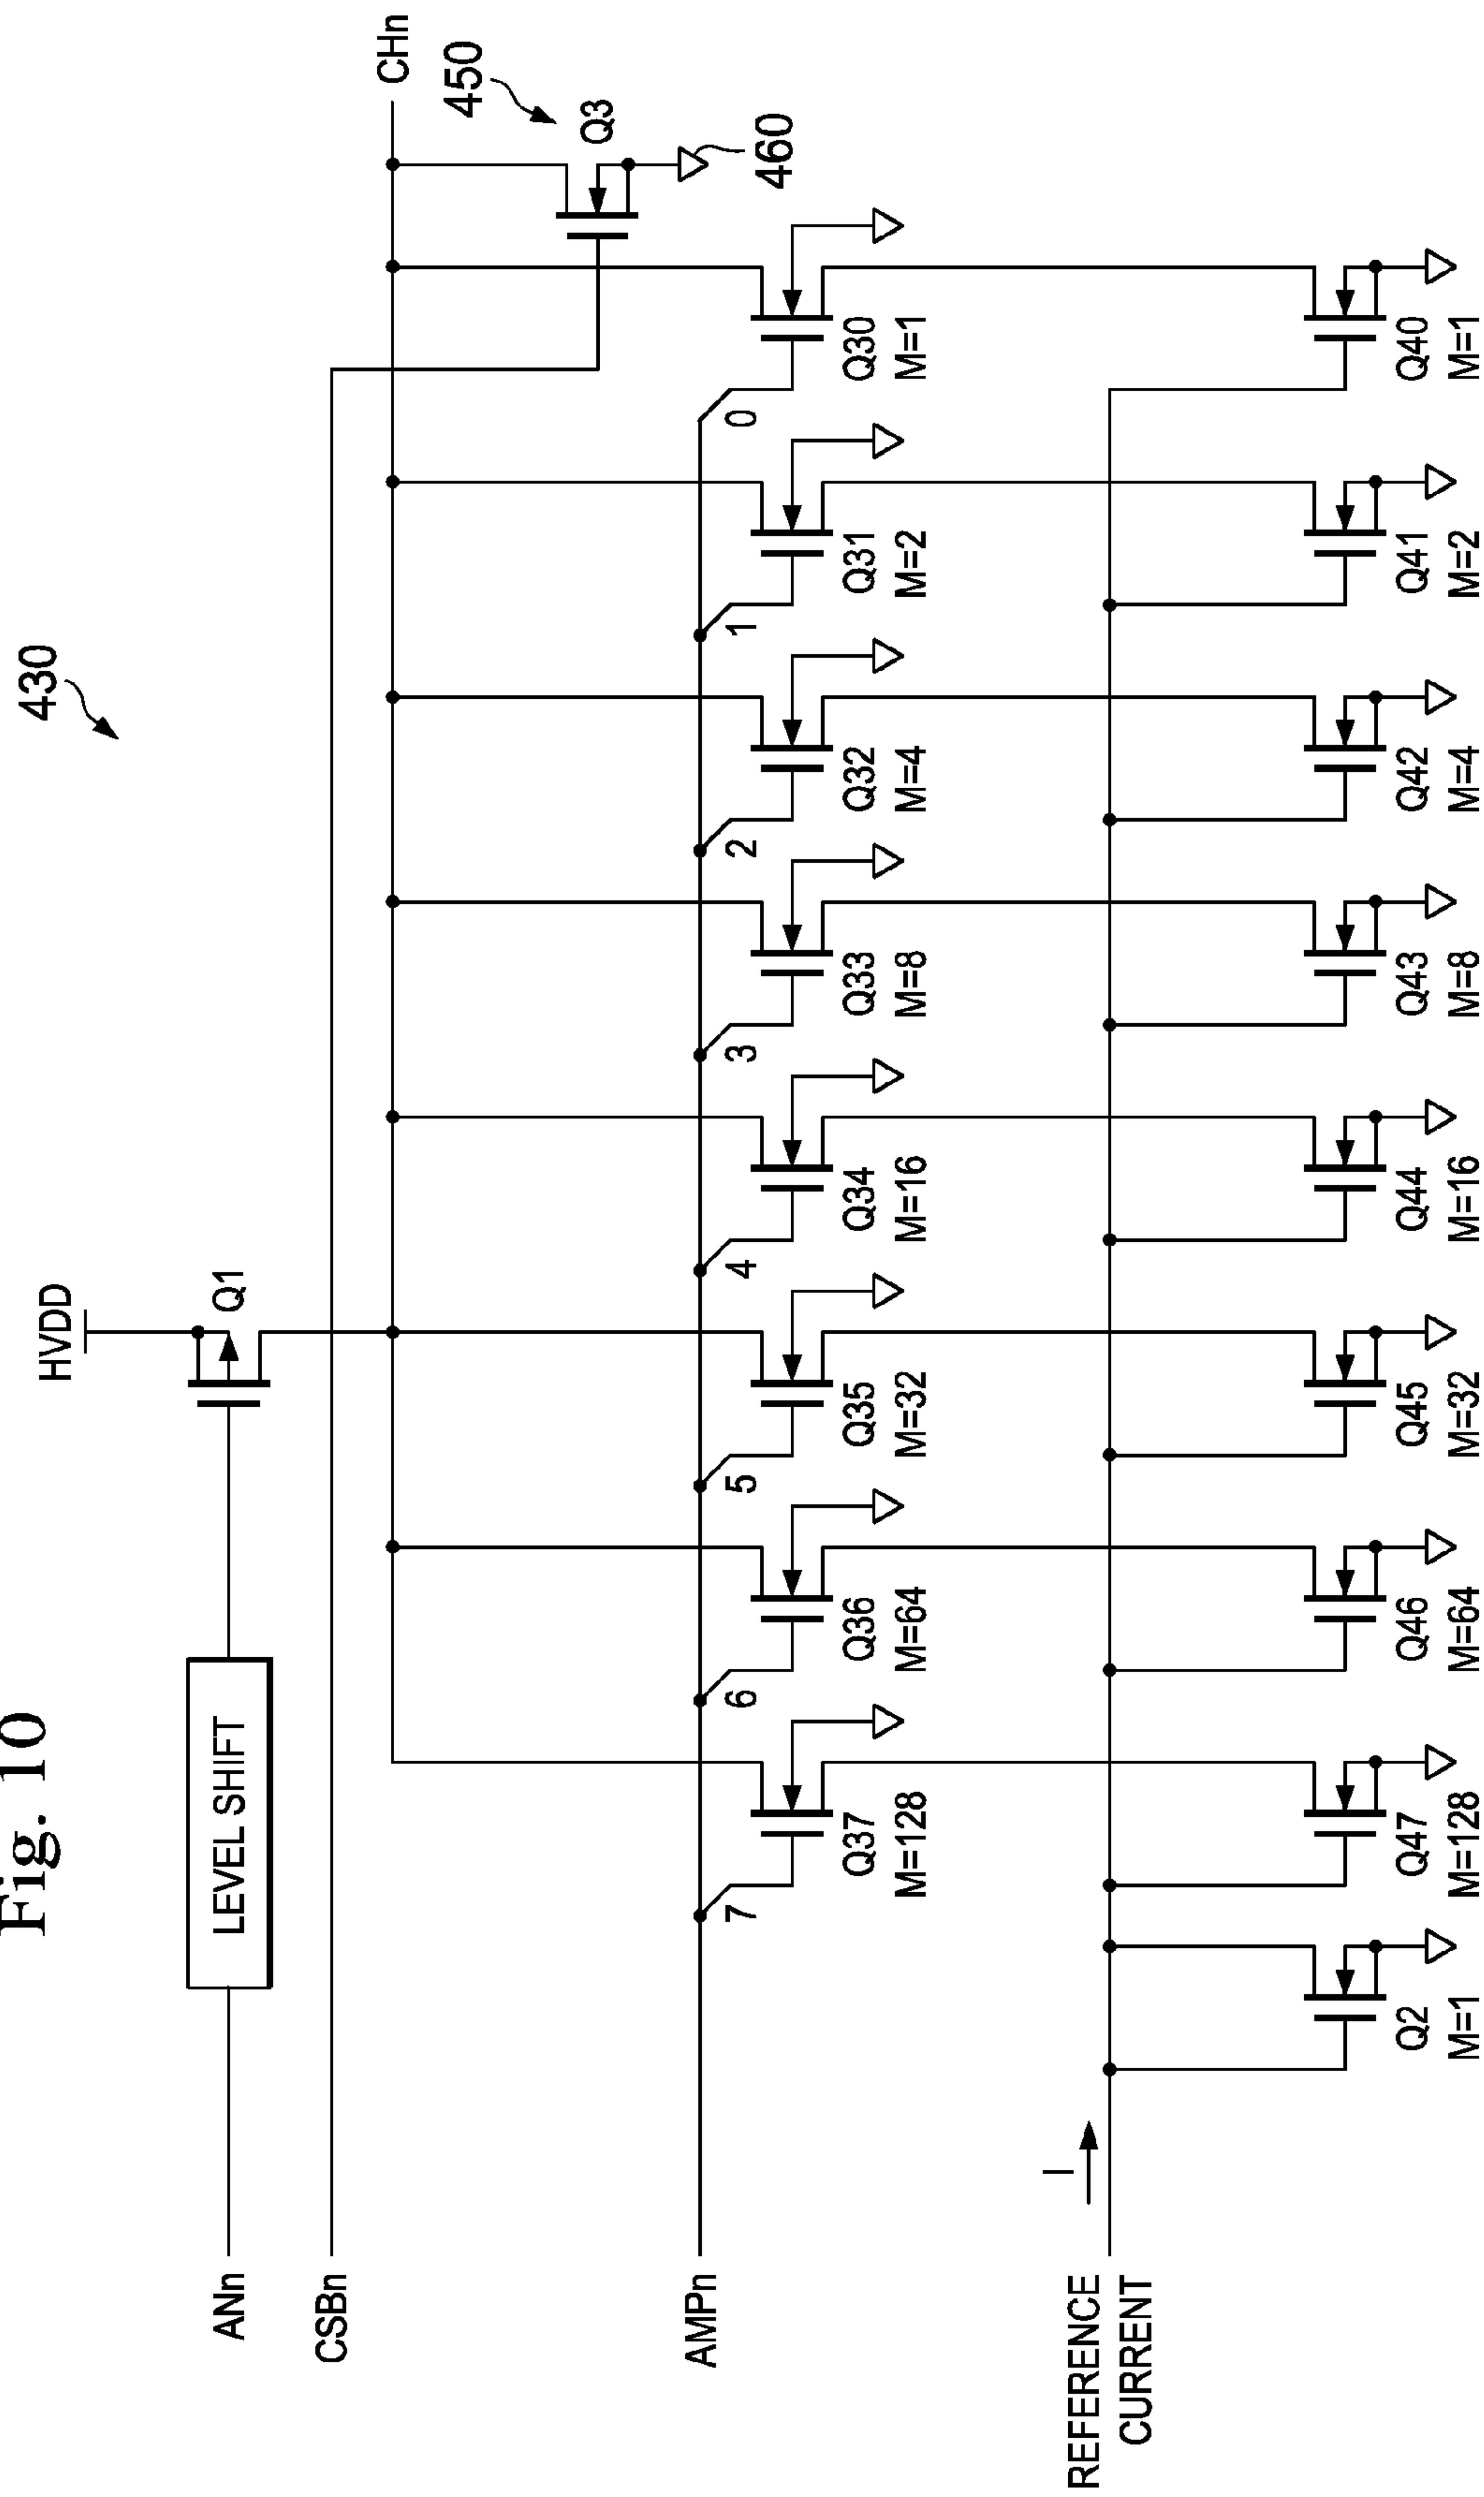 Fig. 10
430
HVDD
LEVEL SHIFT
Q1
ANn
CSBn
CHn
450
Q3
460
AMPn
7
6
5
4
3
2
1
0
Q37
M=128
Q36
M=64
Q35
M=32
Q34
M=16
Q33
M=8
Q32
M=4
Q31
M=2
Q30
M=1
I
REFERENCE
CURRENT
Q2
M=1
Q47
M=128
Q46
M=64
Q45
M=32
Q44
M=16
Q43
M=8
Q42
M=4
Q41
M=2
Q40
M=1